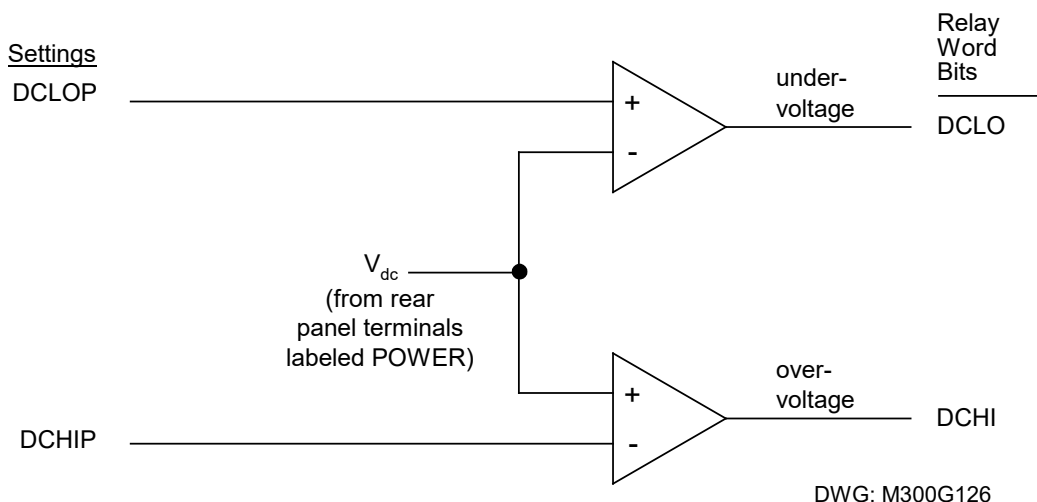 Settings
DCLOP
+
-
under-
voltage
Relay
Word
Bits
DCLO
Vdc
(from rear
panel terminals
labeled POWER)
DCHIP
+
-
over-
voltage
DCHI
DWG: M300G126